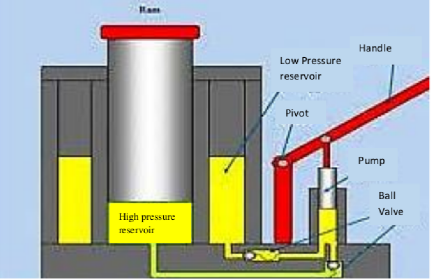 Ram
Handle
Low Pressure
reservoir
Pivot
Pump
Ball
Valve
High pressure
reservoir